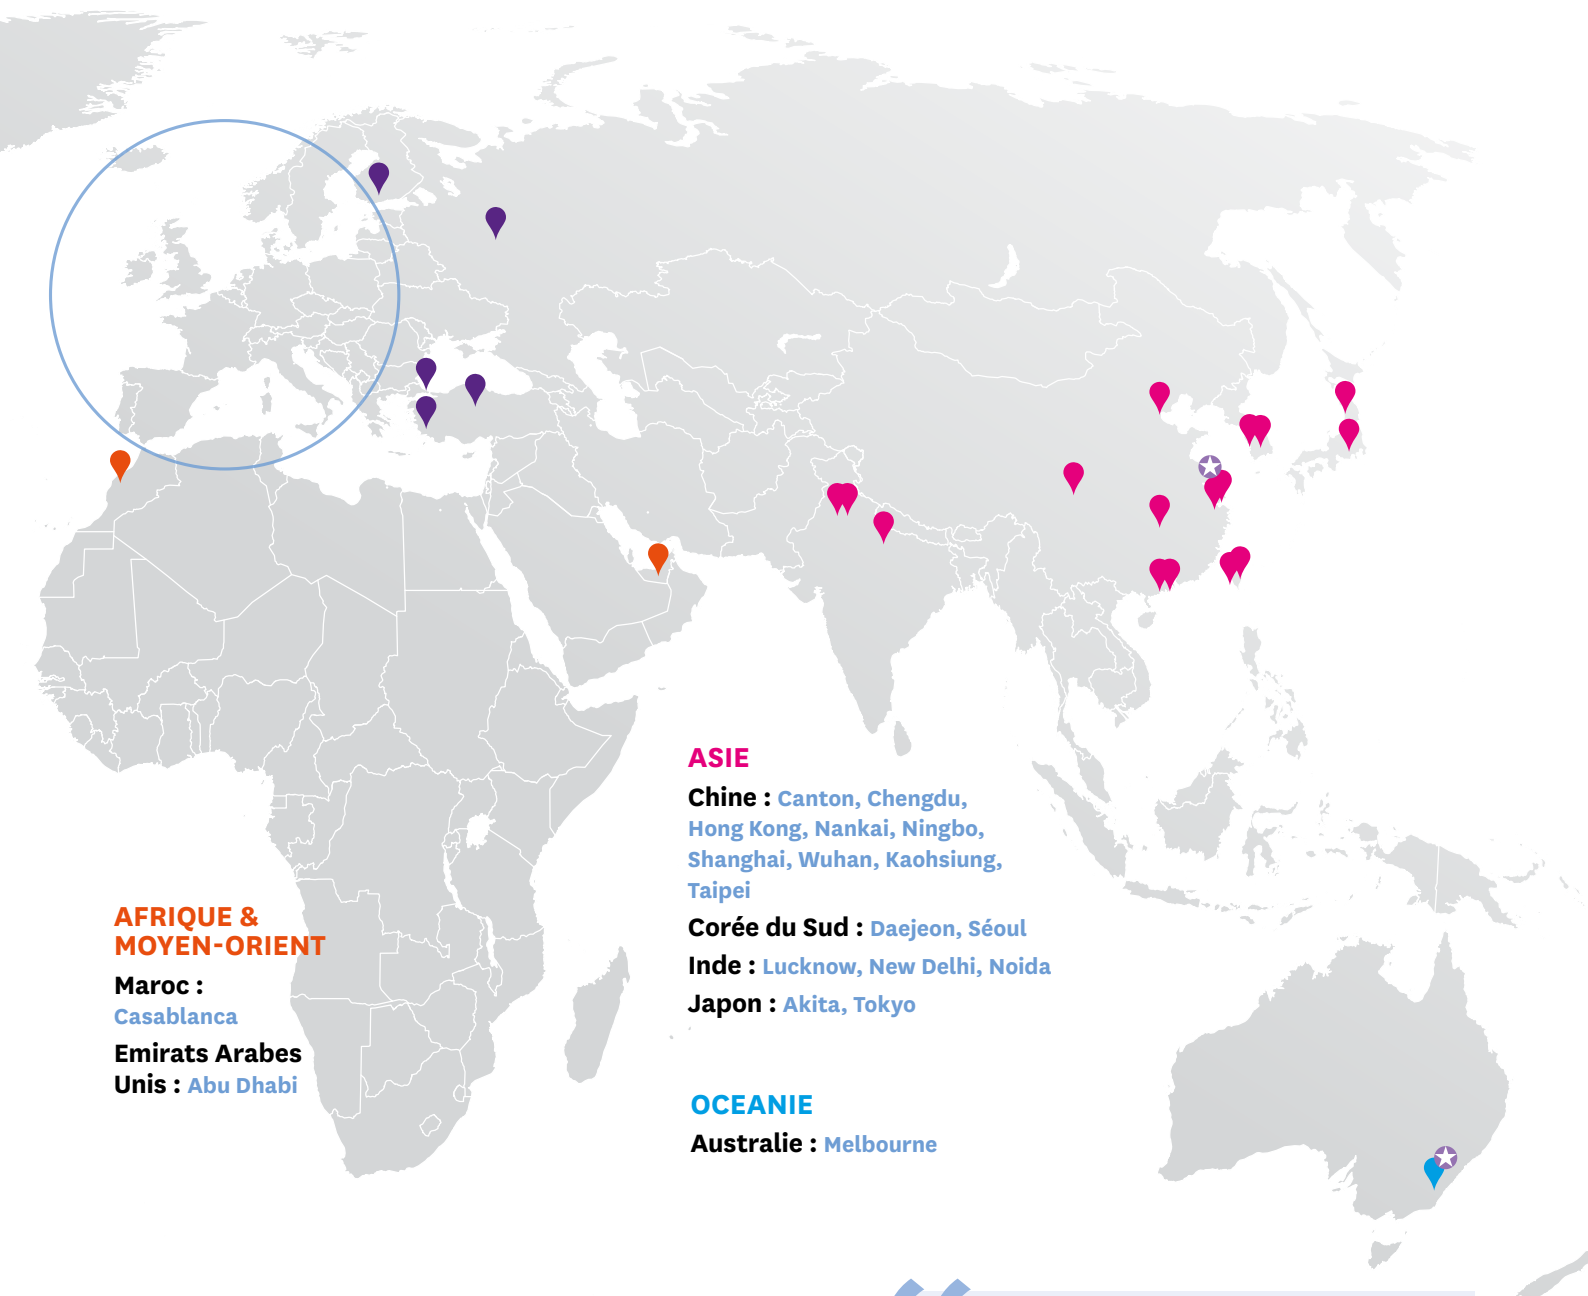 ASIE
Chine : Canton, Chengdu,
Hong Kong, Nankai, Ningbo,
Shanghai, Wuhan, Kaohsiung,
Taipei
Corée du Sud : Daejeon, Séoul
Inde : Lucknow, New Delhi, Noida
Japon : Akita, Tokyo
AFRIQUE &
MOYEN-ORIENT
Maroc :
Casablanca
Emirats Arabes
Unis : Abu Dhabi
OCEANIE
Australie : Melbourne